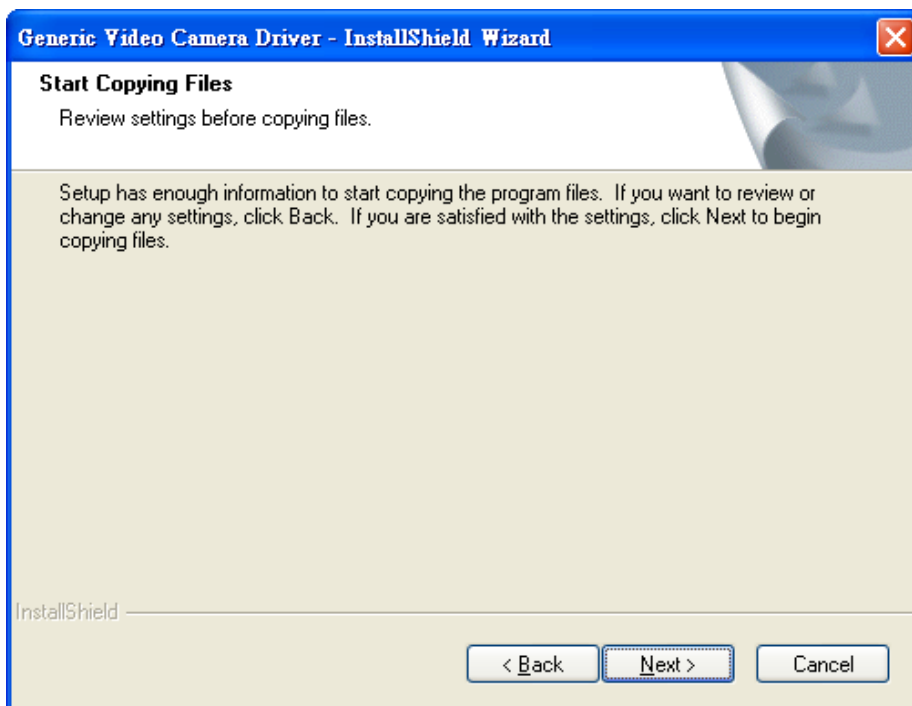 Generic Video Camera Driver - InstallShield Wizard
Start Copying Files
Review settings before copying files.
Setup has enough information to start copying the program files.  If you want to review or
change any settings, click Back.  If you are satisfied with the settings, click Next to begin
copying files.
InstallShield
< Back
Next >
Cancel